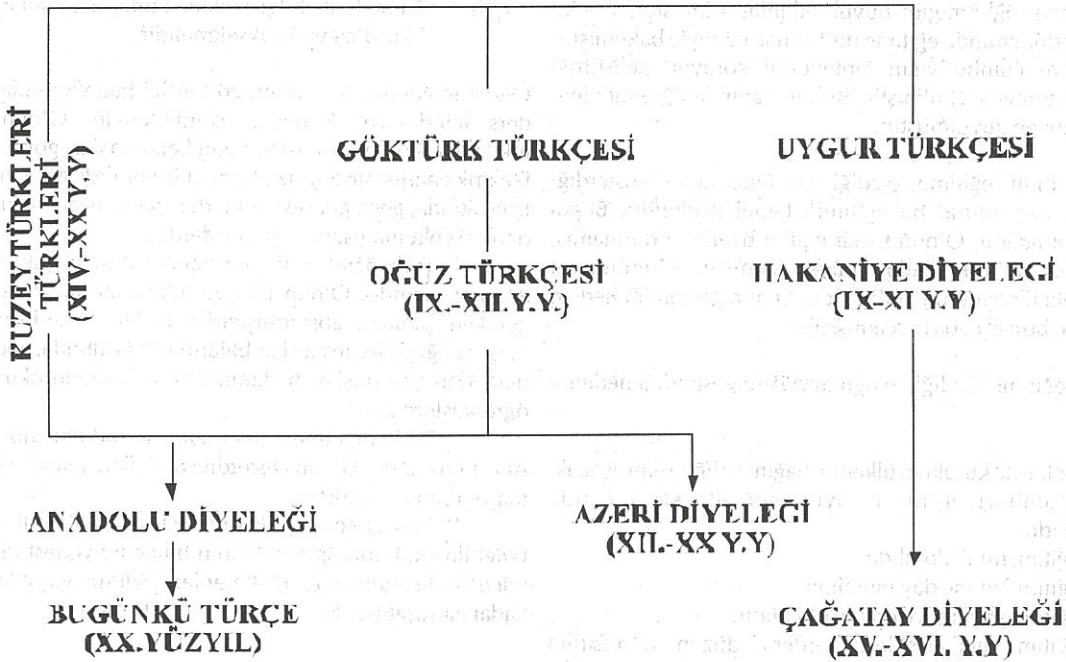 KUZEY TÜRKLERİ
TÜRKLERİ
(XIV-XX Y.Y)
GÖKTÜRK TÜRKÇESİ
UYGUR TÜRKÇESİ
OĞUZ TÜRKÇESİ
(IX.-XII.Y.Y.)
HAKANİYE DİYELEĞİ
(IX-XI Y.Y)
ANADOLU DİYELEĞİ
AZERİ DİYELEĞİ
(XII.-XX Y.Y)
BUGÜNKÜ TÜRÇE
(XX.YÜZYIL)
ÇAĞATAY DİYELEĞİ
(XV.-XVI. Y.Y)